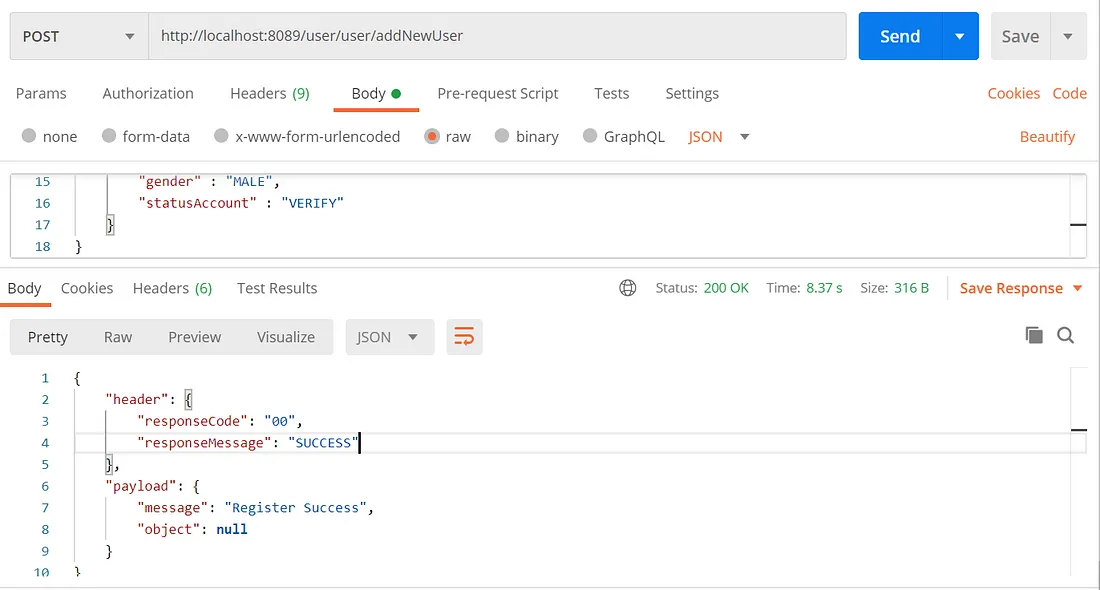 POST http://localhost:8089/user/user/addNewUser Send Save
Params Authorization Headers (9) Body Pre-request Script Tests Settings Cookies Code
none form-data x-www-form-urlencoded raw binary GraphQL JSON Beautify
15 "gender" : "MALE",
16 "statusAccount" : "VERIFY"
17 }
18 }
Body Cookies Headers (6) Test Results Status: 200 OK Time: 8.37 s Size: 316 B Save Response
Pretty Raw Preview Visualize JSON
1 {
2 "header": {
3 "responseCode": "00",
4 "responseMessage": "SUCCESS"
5 },
6 "payload": {
7 "message": "Register Success",
8 "object": null
9 }
10 }